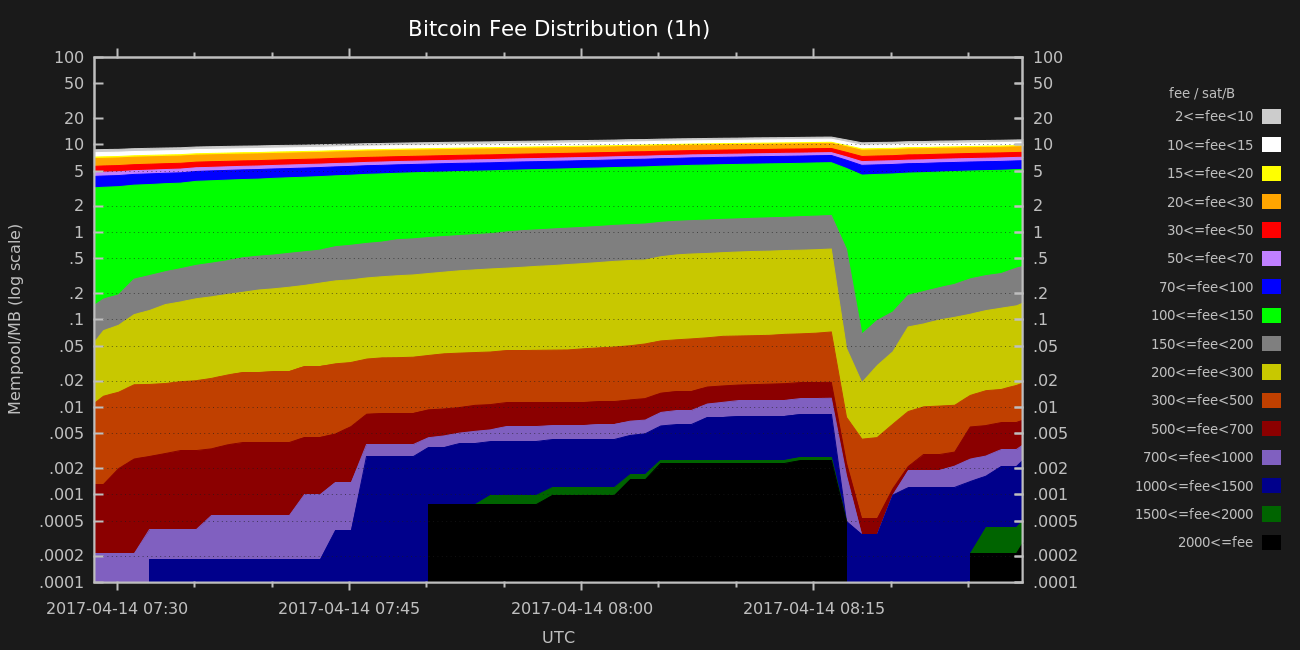 Bitcoin Fee Distribution (1h)
100
50
20
10
5
2
1
.5
.2
.1
.05
.02
.01
.005
.002
.001
.0005
.0002
.0001
Mempool/MB (log scale)
100
50
20
10
5
2
1
.5
.2
.1
.05
.02
.01
.005
.002
.001
.0005
.0002
.0001
2017-04-14 07:30
2017-04-14 07:45
2017-04-14 08:00
2017-04-14 08:15
UTC
fee / sat/B
2<=fee<10
10<=fee<15
15<=fee<20
20<=fee<30
30<=fee<50
50<=fee<70
70<=fee<100
100<=fee<150
150<=fee<200
200<=fee<300
300<=fee<500
500<=fee<700
700<=fee<1000
1000<=fee<1500
1500<=fee<2000
2000<=fee